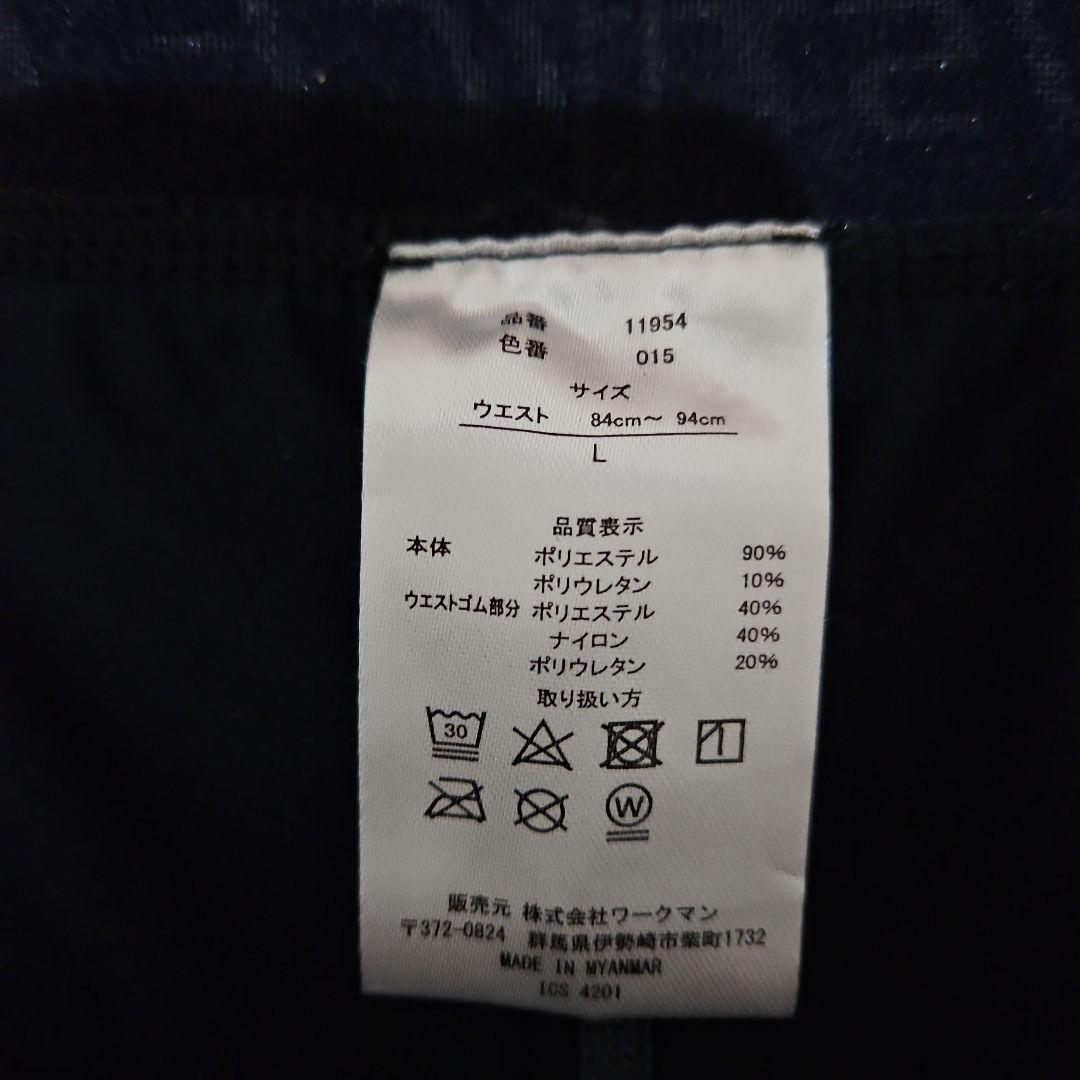 品番 11954
色番 015
サイズ
ウエスト 84cm〜 94cm
L
品質表示
本体 ポリエステル 90%
ポリウレタン 10%
ウエストゴム部分 ポリエステル 40%
ナイロン 40%
ポリウレタン 20%
取り扱い方
30
W
販売元 株式会社ワークマン
〒372-0824 群馬県伊勢崎市柴町1732
MADE IN MYANMAR
ICS 4201